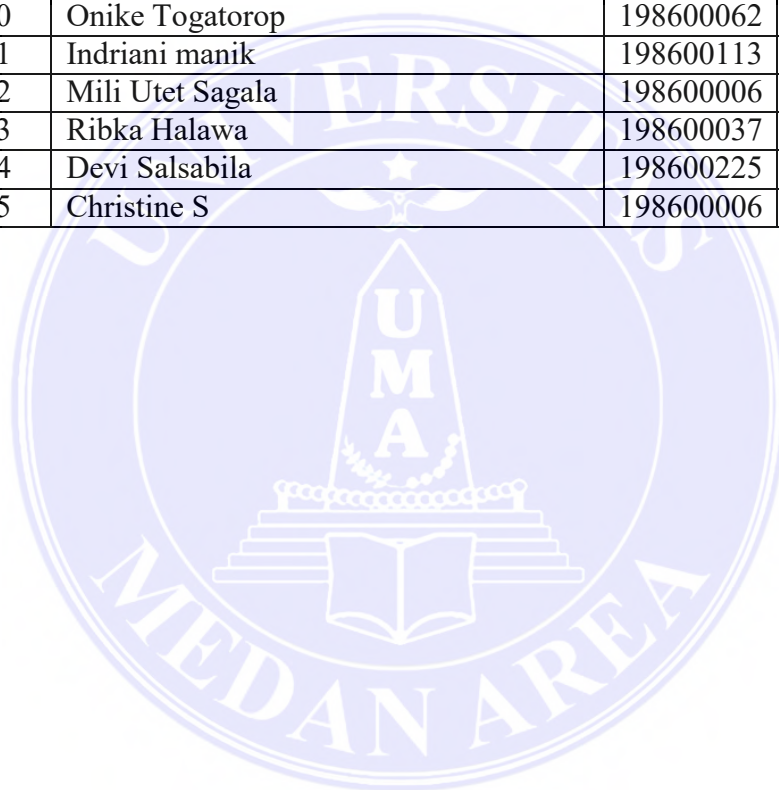 0 Onike Togatorop 198600062
1 Indriani manik 198600113
2 Mili Utet Sagala 198600006
3 Ribka Halawa 198600037
4 Devi Salsabila 198600225
5 Christine S 198600006
UNIVERSITAS
U
M
A
MEDAN AREA